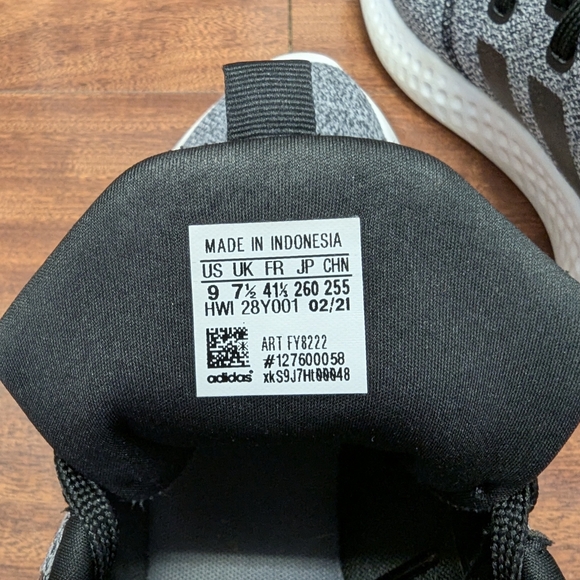 MADE IN INDONESIA
US UK FR JP CHN
9 7½ 41⅓ 260 255
HWI 28Y001 02/21
ART FY8222
#127600058
adidas xkS9J7Ht00048